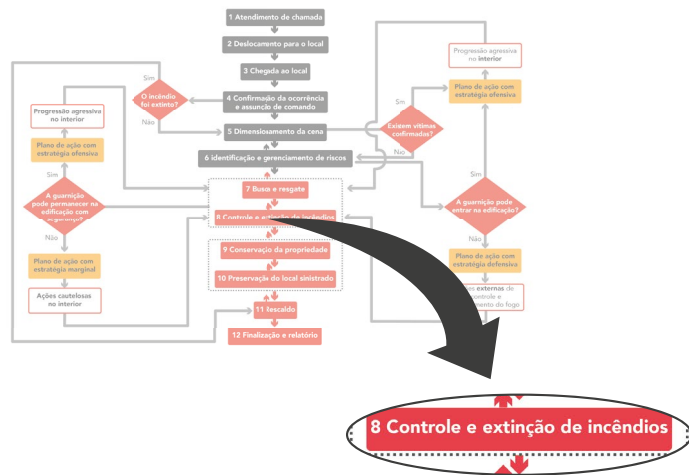 1 Atendimento de chamada
2 Deslocamento para o local
3 Chegada ao local
4 Confirmação da ocorrência
e assunção de comando
5 Dimensionamento da cena
6 identificação e gerenciamento de riscos
7 Busca e resgate
8 Controle e extinção de incêndios
9 Conservação da propriedade
10 Preservação do local sinistrado
11 Rescaldo
12 Finalização e relatório
Sim
O incêndio
foi extinto?
Não
Progressão agressiva
no interior
Plano de ação com
estratégia ofensiva
Sim
A guarnição
pode permanecer na
edificação com
Não
Plano de ação com
estratégia marginal
Ações cautelosas
no interior
Progressão agressiva
no interior
Plano de ação com
estratégia ofensiva
Existem vítimas
confirmadas?
Sim
A guarnição pode
entrar na edificação?
Não
Plano de ação com
estratégia defensiva
externas de
controle e
do fogo
8 Controle e extinção de incêndios